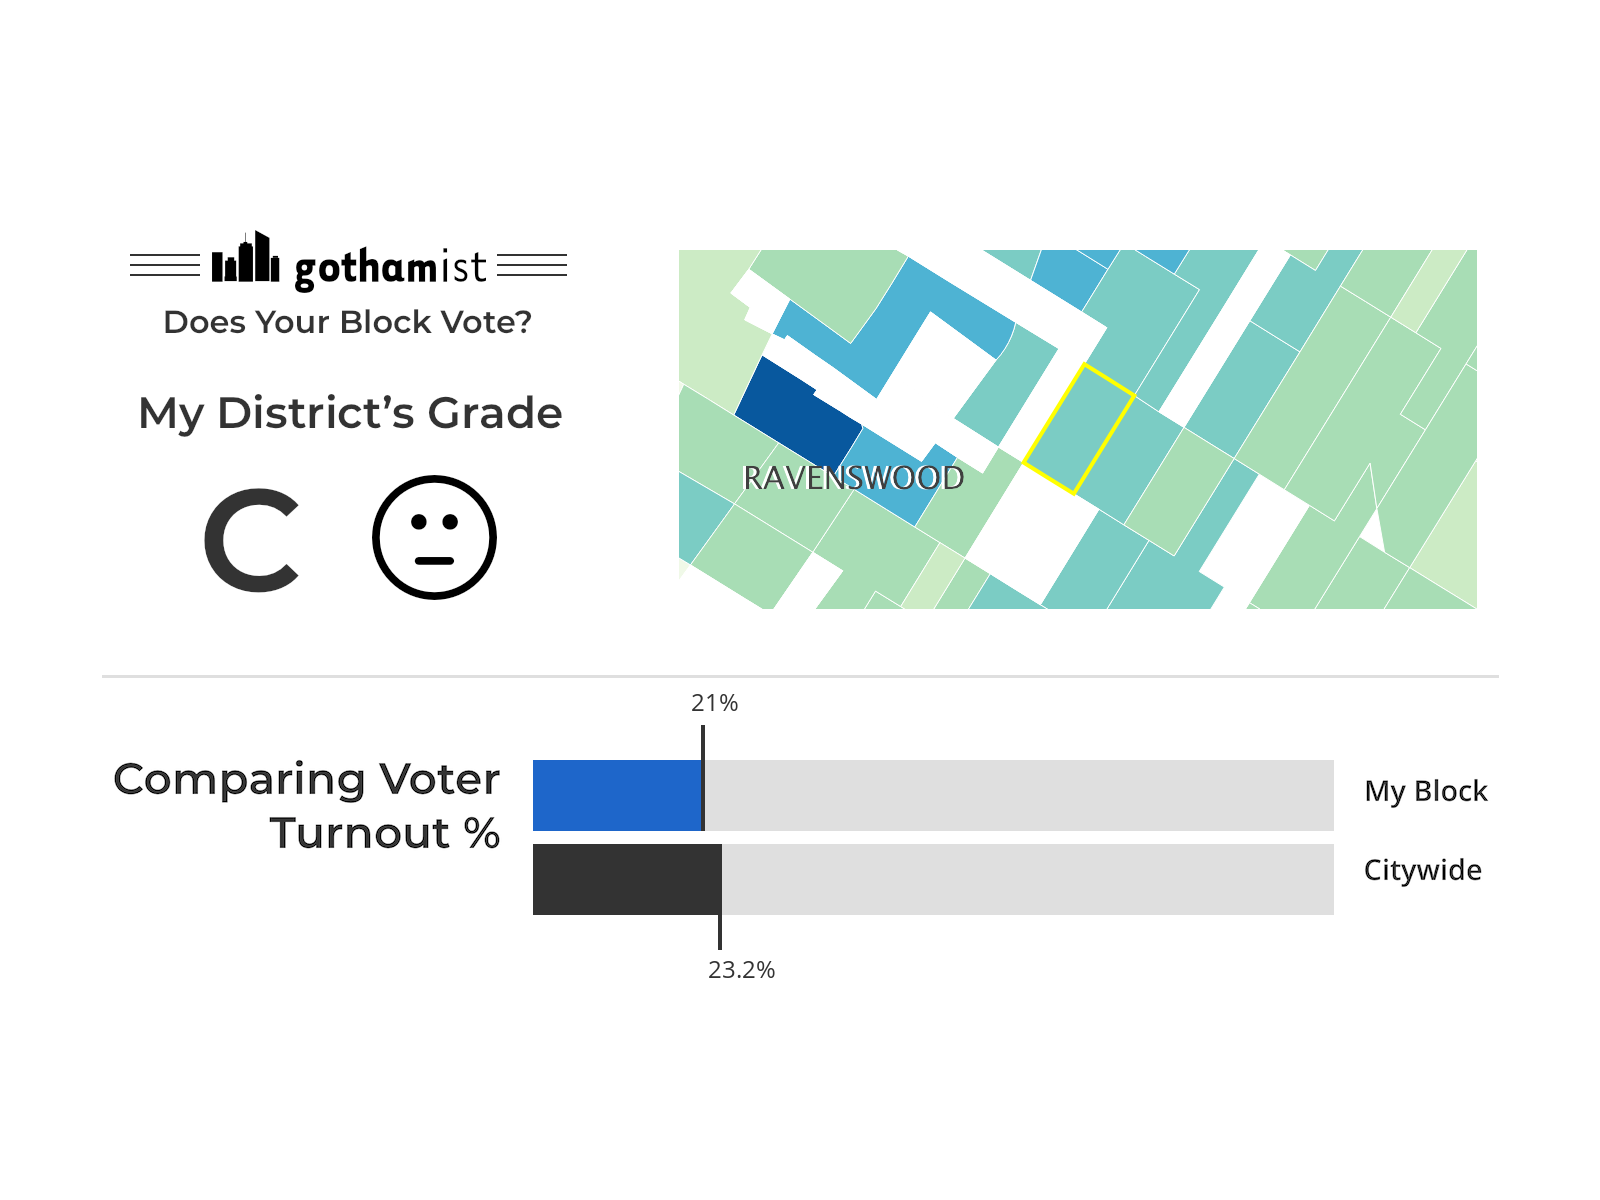 gothamist
Does Your Block Vote?
My District’s Grade
C
RAVENSWOOD
21%
Comparing Voter
Turnout %
My Block
Citywide
23.2%